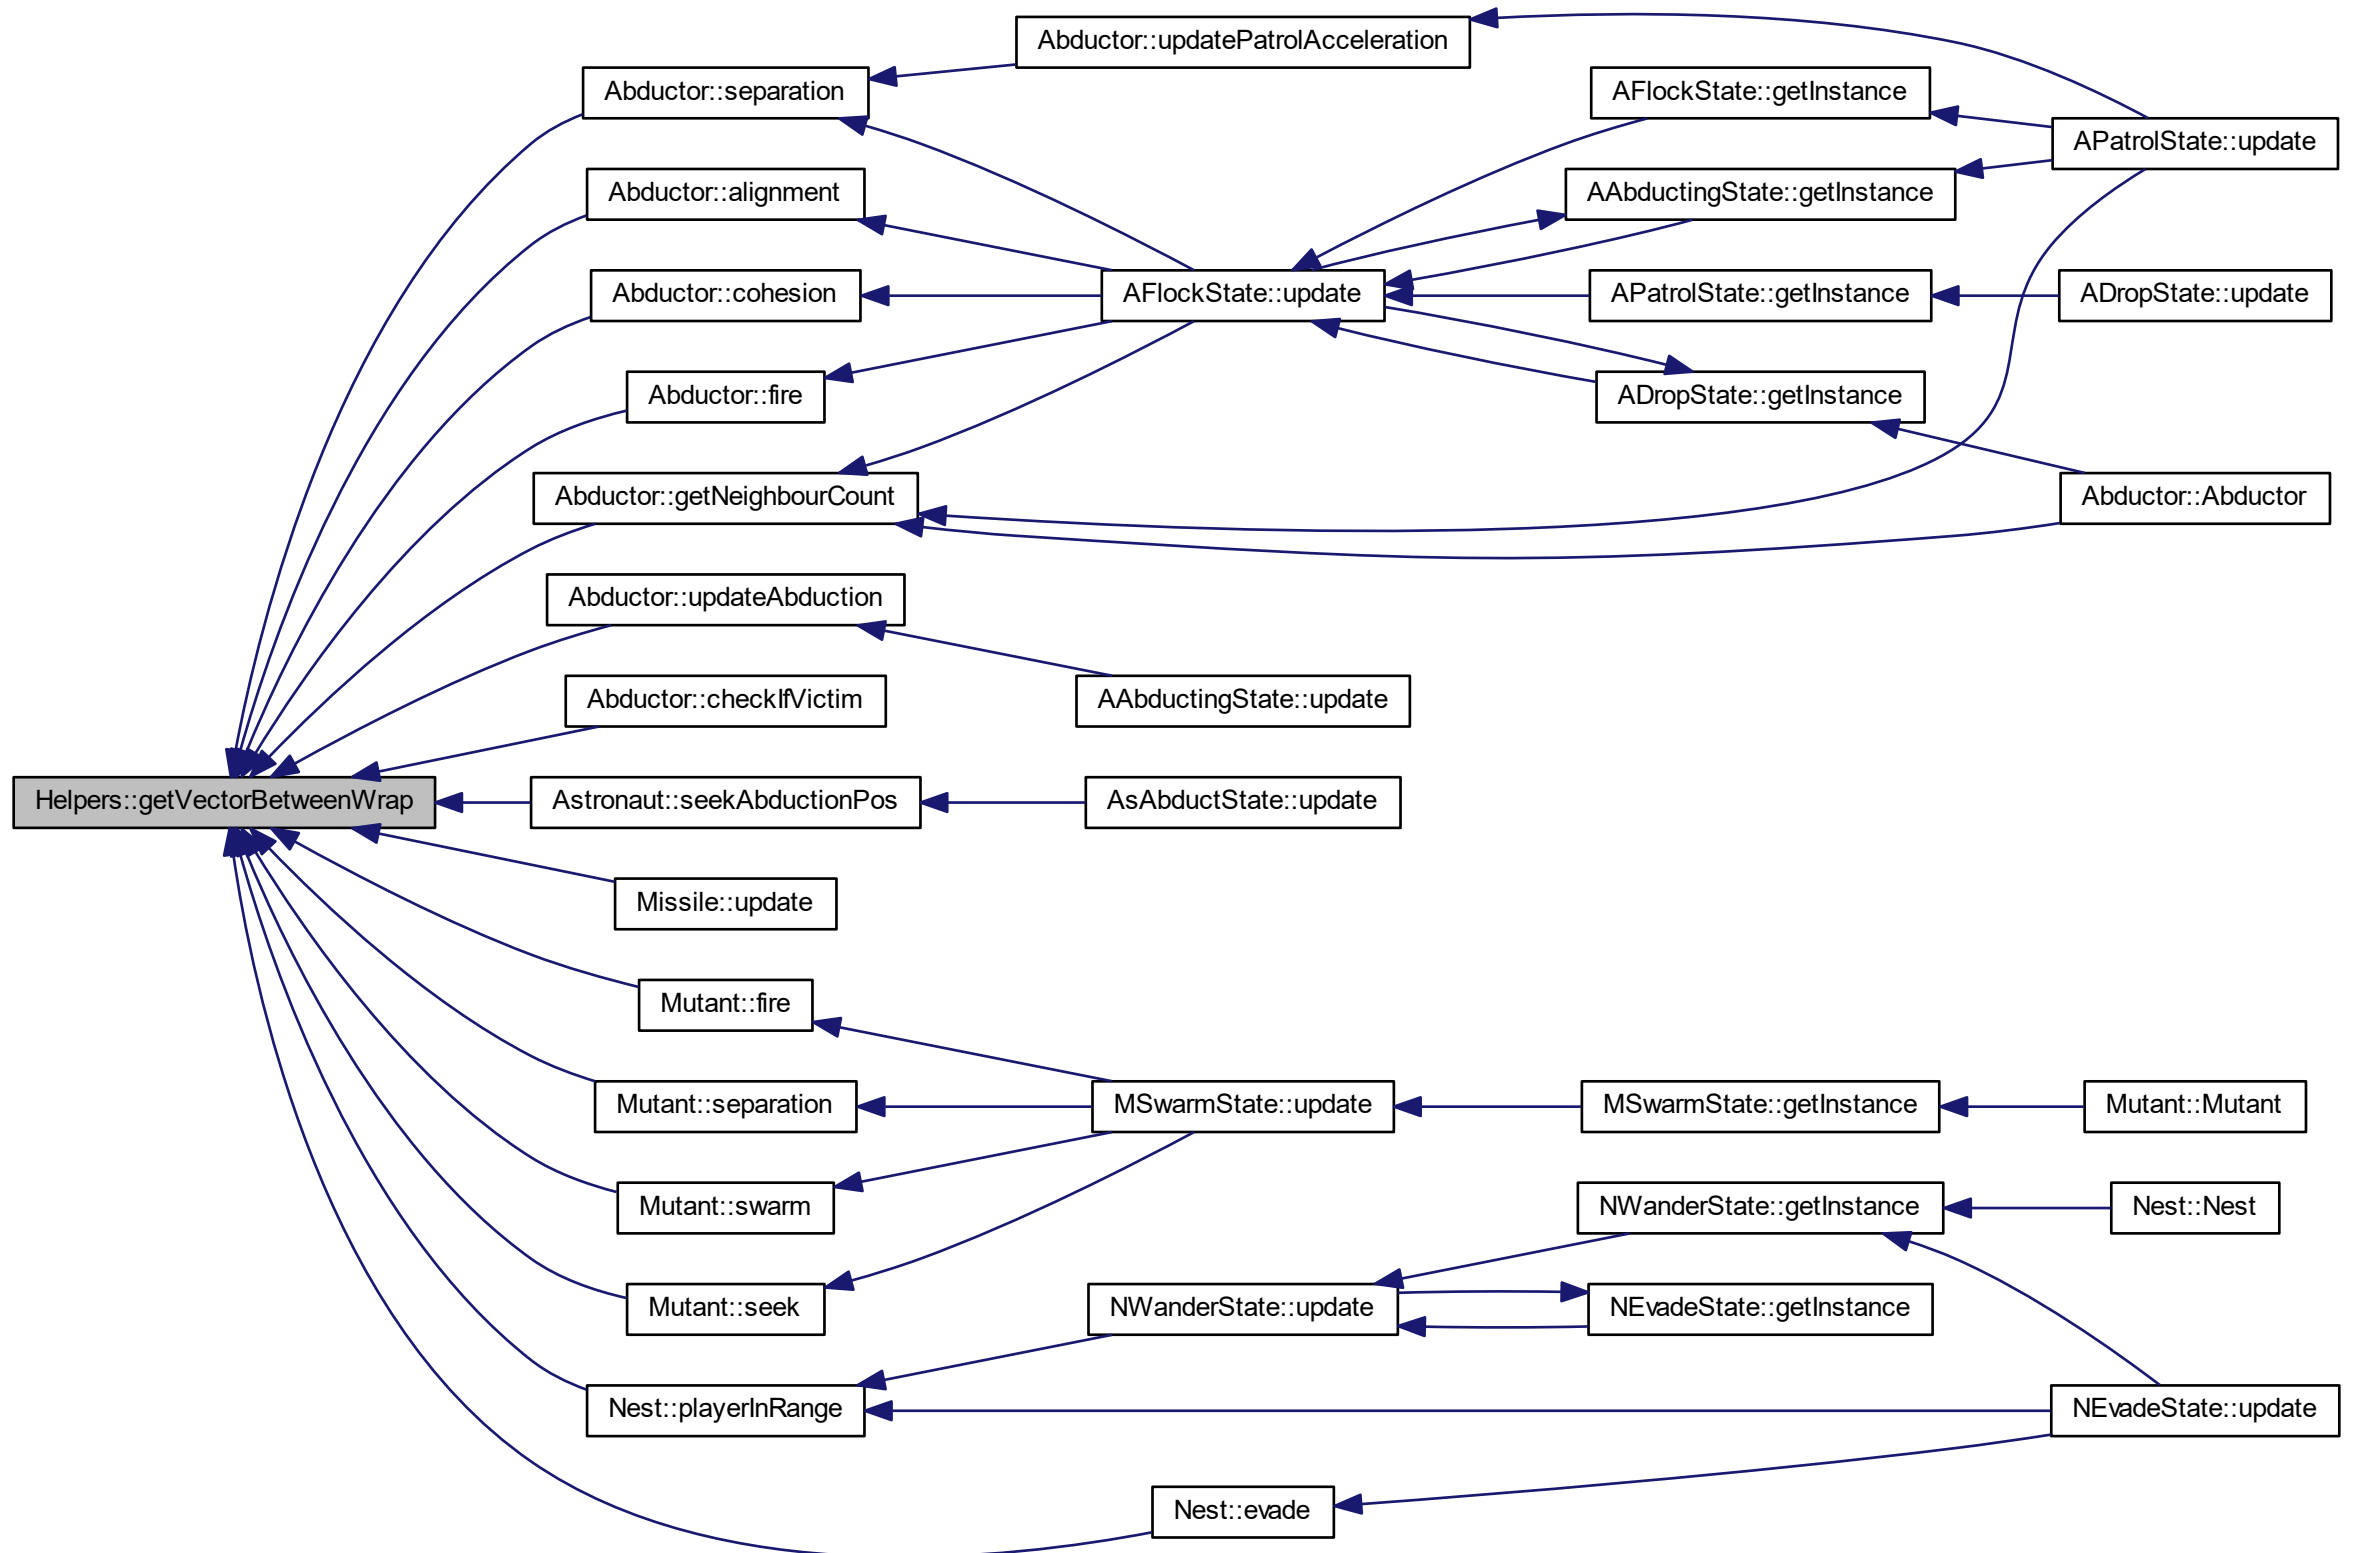 Abductor::updatePatrolAcceleration
Abductor::separation
AFlockState::getInstance
APatrolState::update
Abductor::alignment
AAbductingState::getInstance
Abductor::cohesion
AFlockState::update
APatrolState::getInstance
ADropState::update
Abductor::fire
ADropState::getInstance
Abductor::getNeighbourCount
Abductor::Abductor
Abductor::updateAbduction
Abductor::checkIfVictim
AAbductingState::update
Helpers::getVectorBetweenWrap
Astronaut::seekAbductionPos
AsAbductState::update
Missile::update
Mutant::fire
Mutant::separation
MSwarmState::update
MSwarmState::getInstance
Mutant::Mutant
Mutant::swarm
NWanderState::getInstance
Nest::Nest
Mutant::seek
NWanderState::update
NEvadeState::getInstance
Nest::playerInRange
NEvadeState::update
Nest::evade